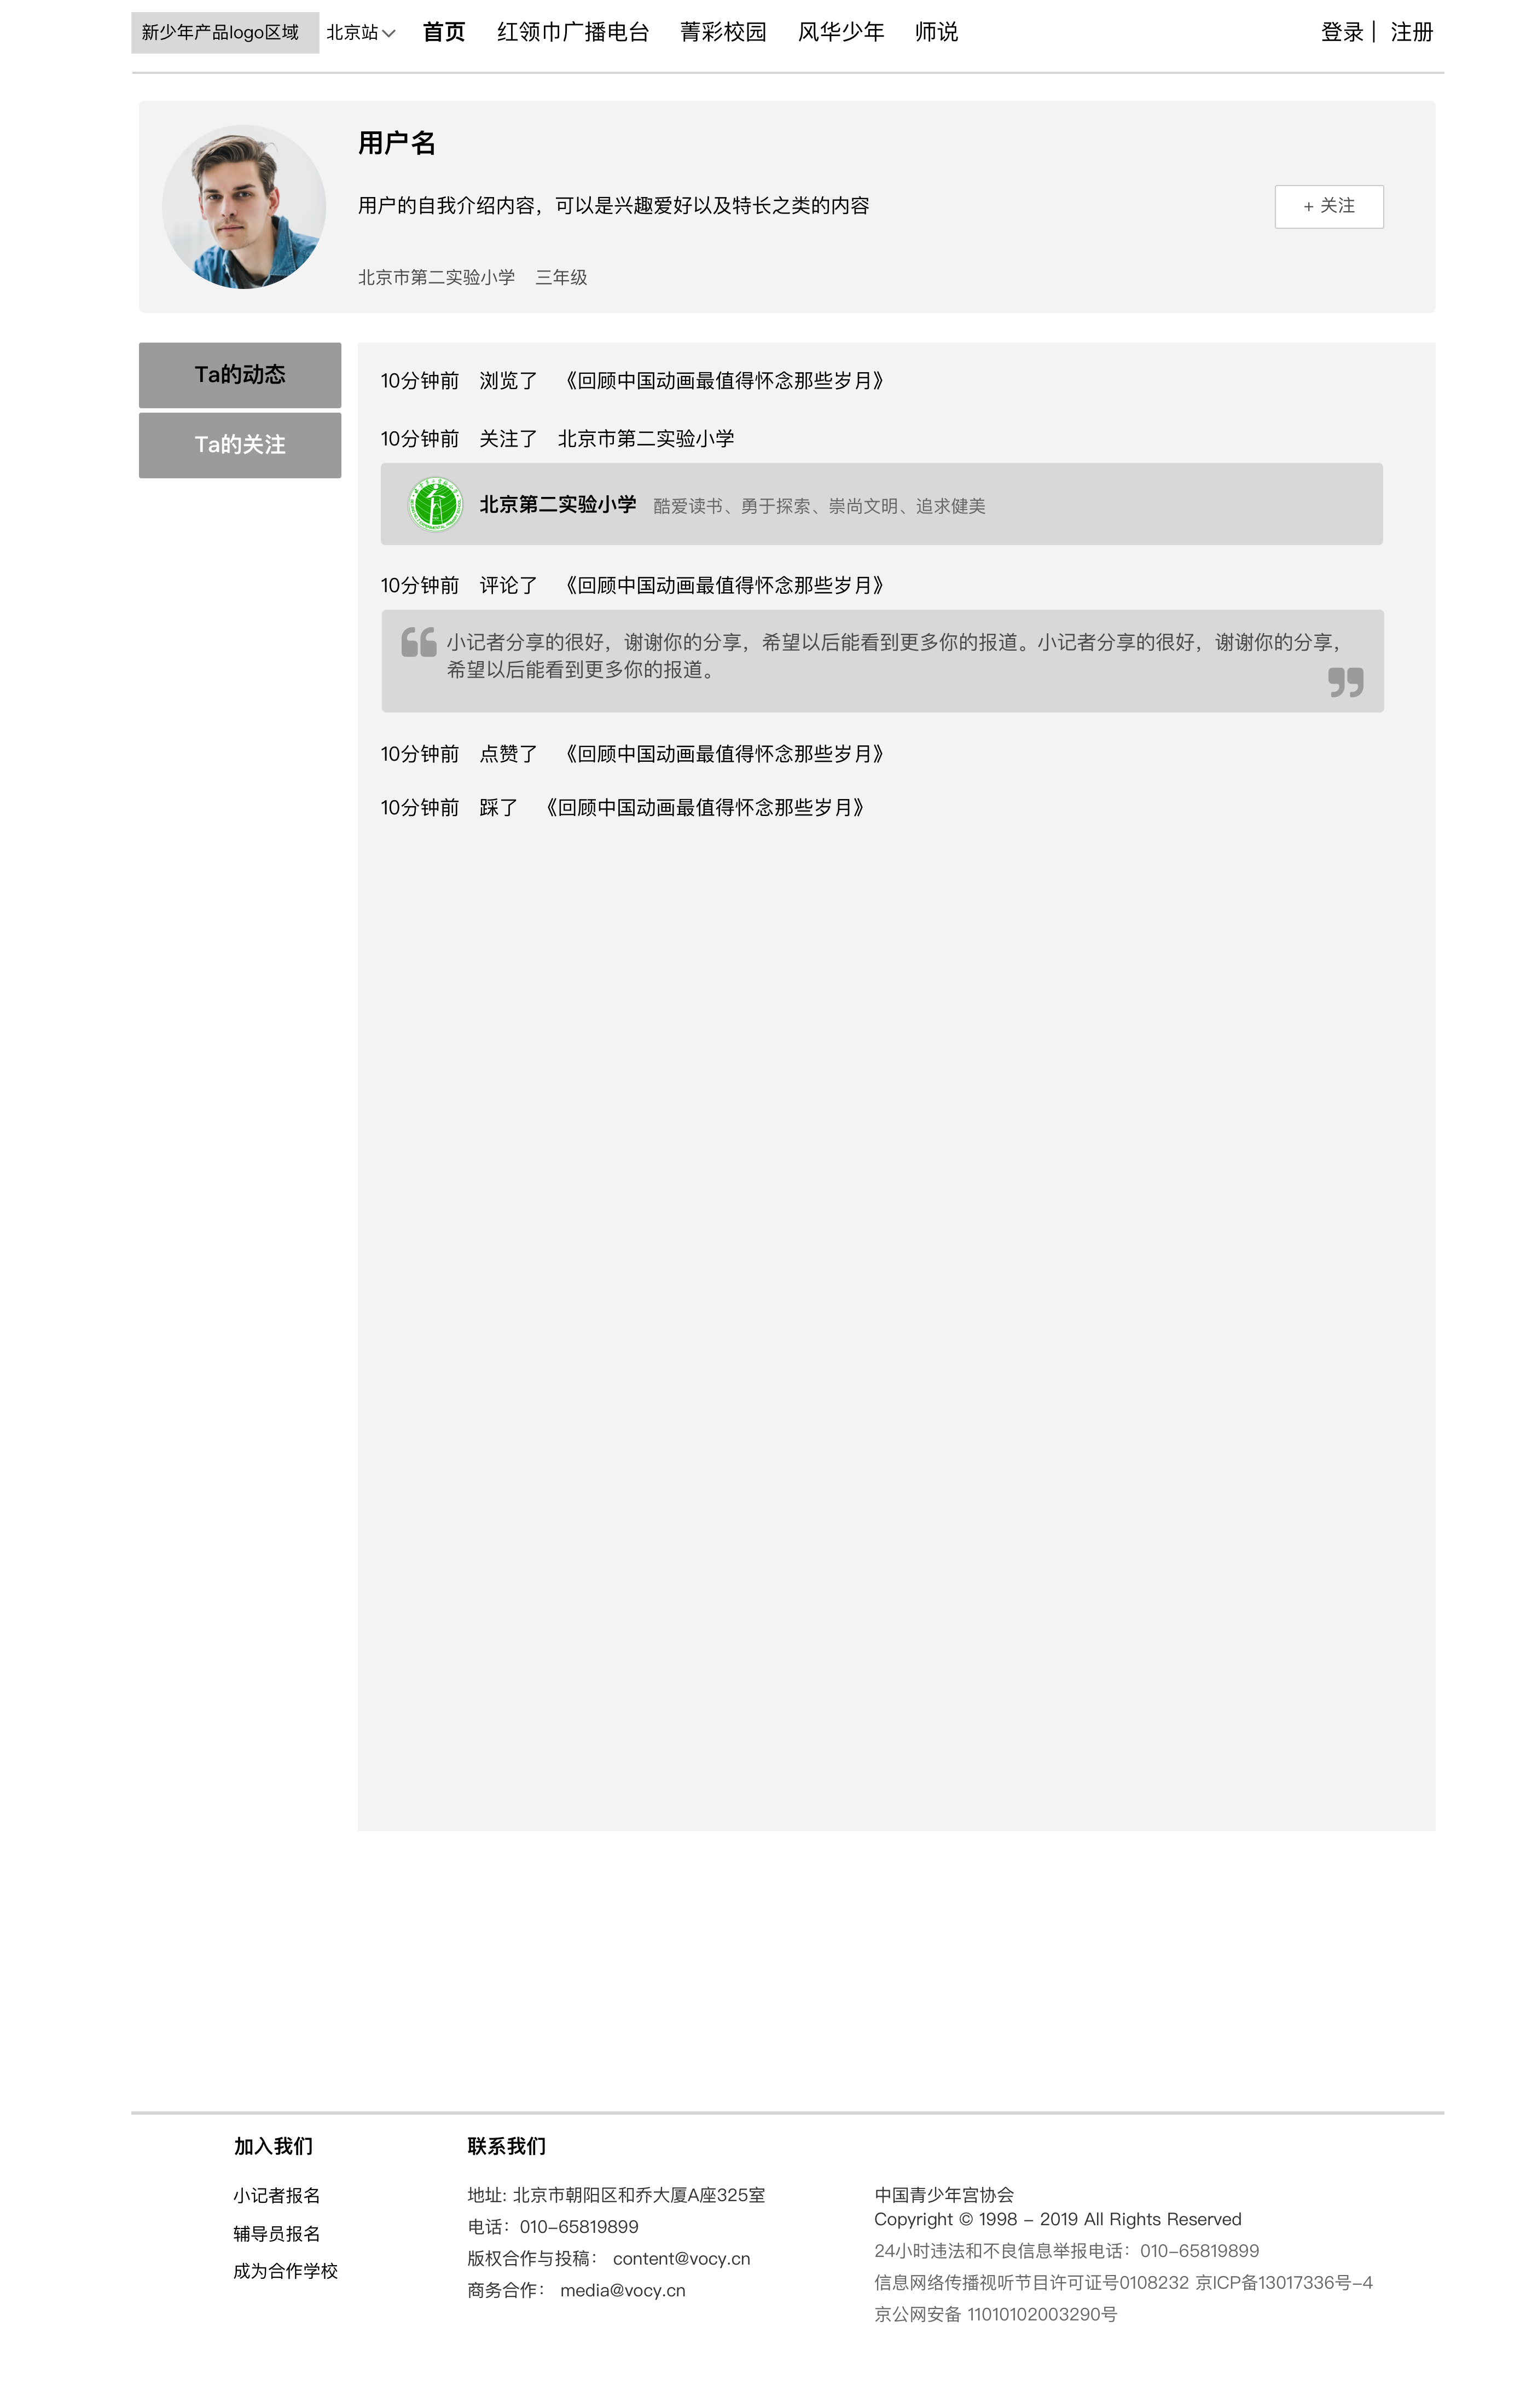 新少年产品logo区域 北京站 首页 红领巾广播电台 菁彩校园 风华少年 师说 登录 | 注册
用户名
用户的自我介绍内容，可以是兴趣爱好以及特长之类的内容
+ 关注
北京市第二实验小学 三年级
Ta的动态
Ta的关注
10分钟前 浏览了 《回顾中国动画最值得怀念那些岁月》
10分钟前 关注了 北京市第二实验小学
北京第二实验小学 酷爱读书、勇于探索、崇尚文明、追求健美
10分钟前 评论了 《回顾中国动画最值得怀念那些岁月》
❝小记者分享的很好，谢谢你的分享，希望以后能看到更多你的报道。小记者分享的很好，谢谢你的分享，
希望以后能看到更多你的报道。❞
10分钟前 点赞了 《回顾中国动画最值得怀念那些岁月》
10分钟前 踩了 《回顾中国动画最值得怀念那些岁月》
加入我们
小记者报名
辅导员报名
成为合作学校
联系我们
地址: 北京市朝阳区和乔大厦A座325室
电话：010-65819899
版权合作与投稿： content@vocy.cn
商务合作： media@vocy.cn
中国青少年宫协会
Copyright © 1998 - 2019 All Rights Reserved
24小时违法和不良信息举报电话：010-65819899
信息网络传播视听节目许可证号0108232 京ICP备13017336号-4
京公网安备 11010102003290号